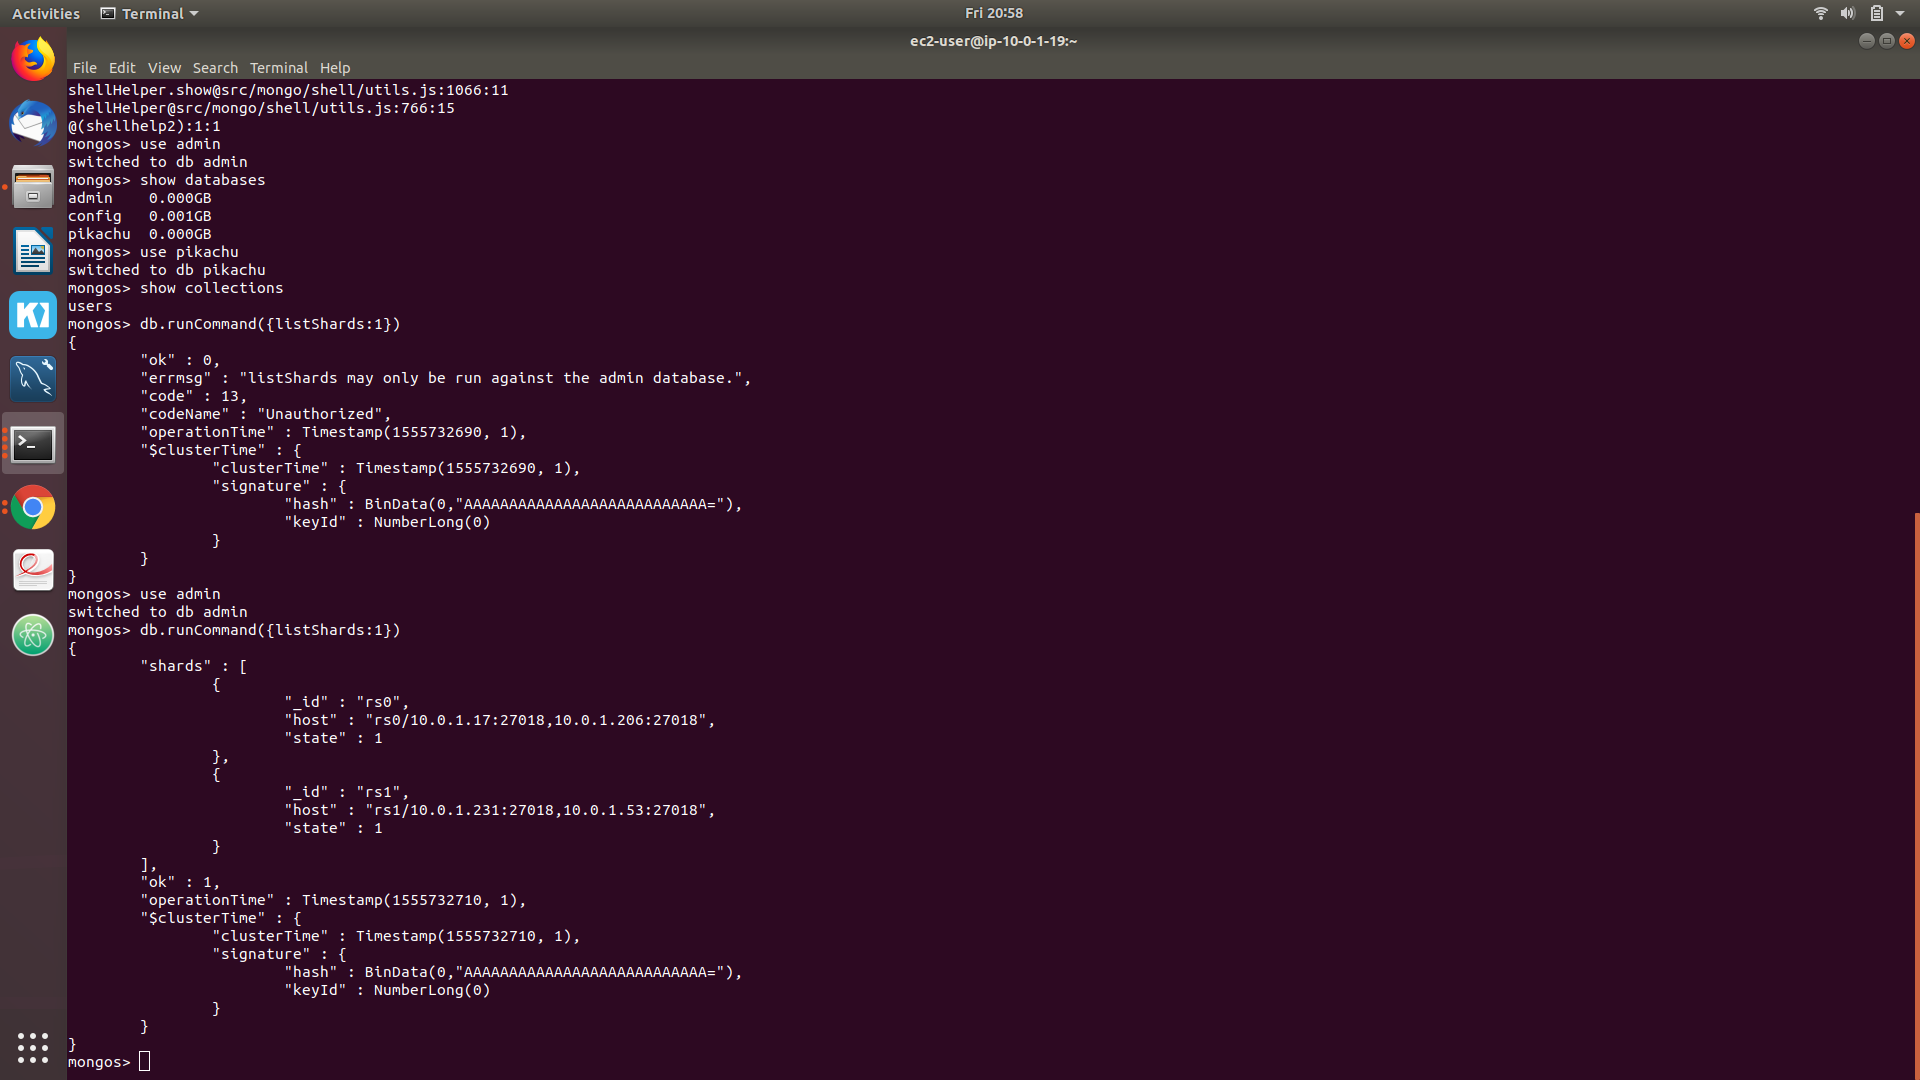 Activities Terminal Fri 20:58
ec2-user@ip-10-0-1-19:~
File Edit View Search Terminal Help
shellHelper.show@src/mongo/shell/utils.js:1066:11
shellHelper@src/mongo/shell/utils.js:766:15
@(shellhelp2):1:1
mongos> use admin
switched to db admin
mongos> show databases
admin    0.000GB
config   0.001GB
pikachu  0.000GB
mongos> use pikachu
switched to db pikachu
mongos> show collections
users
mongos> db.runCommand({listShards:1})
{
        "ok" : 0,
        "errmsg" : "listShards may only be run against the admin database.",
        "code" : 13,
        "codeName" : "Unauthorized",
        "operationTime" : Timestamp(1555732690, 1),
        "$clusterTime" : {
                "clusterTime" : Timestamp(1555732690, 1),
                "signature" : {
                        "hash" : BinData(0,"AAAAAAAAAAAAAAAAAAAAAAAAAAA="),
                        "keyId" : NumberLong(0)
                }
        }
}
mongos> use admin
switched to db admin
mongos> db.runCommand({listShards:1})
{
        "shards" : [
                {
                        "_id" : "rs0",
                        "host" : "rs0/10.0.1.17:27018,10.0.1.206:27018",
                        "state" : 1
                },
                {
                        "_id" : "rs1",
                        "host" : "rs1/10.0.1.231:27018,10.0.1.53:27018",
                        "state" : 1
                }
        ],
        "ok" : 1,
        "operationTime" : Timestamp(1555732710, 1),
        "$clusterTime" : {
                "clusterTime" : Timestamp(1555732710, 1),
                "signature" : {
                        "hash" : BinData(0,"AAAAAAAAAAAAAAAAAAAAAAAAAAA="),
                        "keyId" : NumberLong(0)
                }
        }
}
mongos>